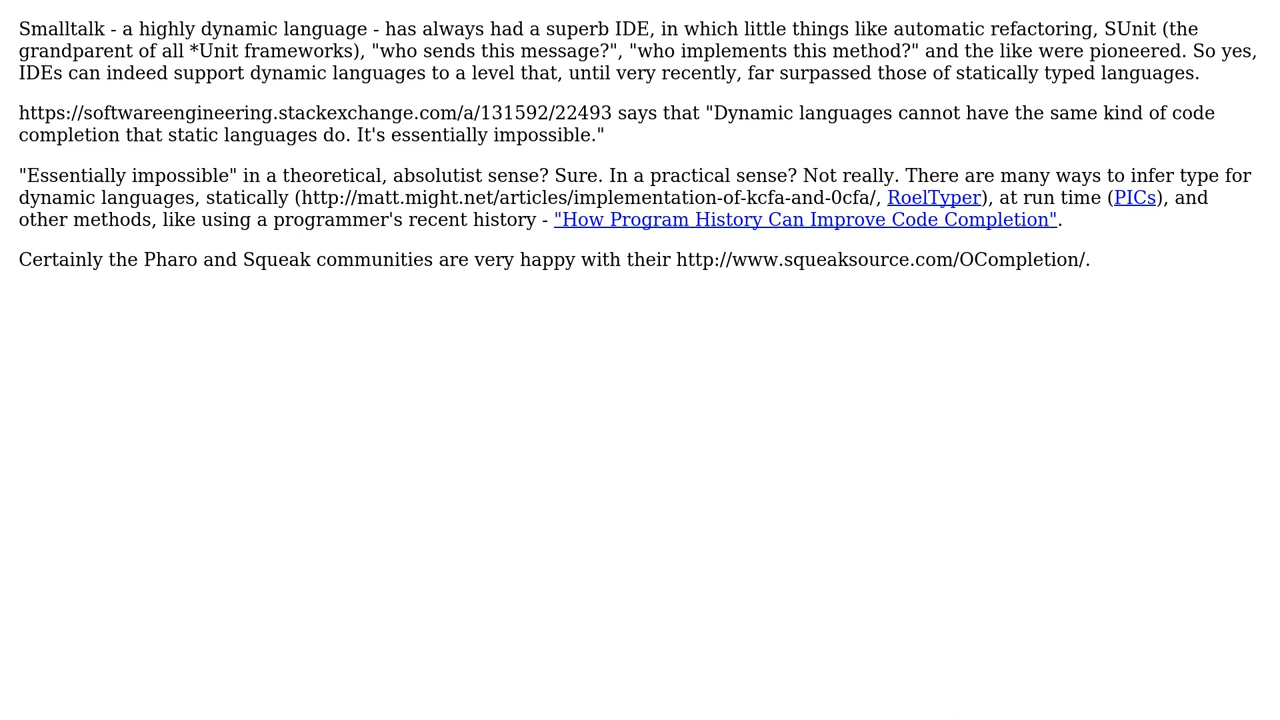 Smalltalk - a highly dynamic language - has always had a superb IDE, in which little things like automatic refactoring, SUnit (the
grandparent of all *Unit frameworks), "who sends this message?", "who implements this method?" and the like were pioneered. So yes,
IDEs can indeed support dynamic languages to a level that, until very recently, far surpassed those of statically typed languages.
https://softwareengineering.stackexchange.com/a/131592/22493 says that "Dynamic languages cannot have the same kind of code
completion that static languages do. It's essentially impossible."
"Essentially impossible" in a theoretical, absolutist sense? Sure. In a practical sense? Not really. There are many ways to infer type for
dynamic languages, statically (http://matt.might.net/articles/implementation-of-kcfa-and-0cfa/, RoelTyper), at run time (PICs), and
other methods, like using a programmer's recent history - "How Program History Can Improve Code Completion".
Certainly the Pharo and Squeak communities are very happy with their http://www.squeaksource.com/OCompletion/.